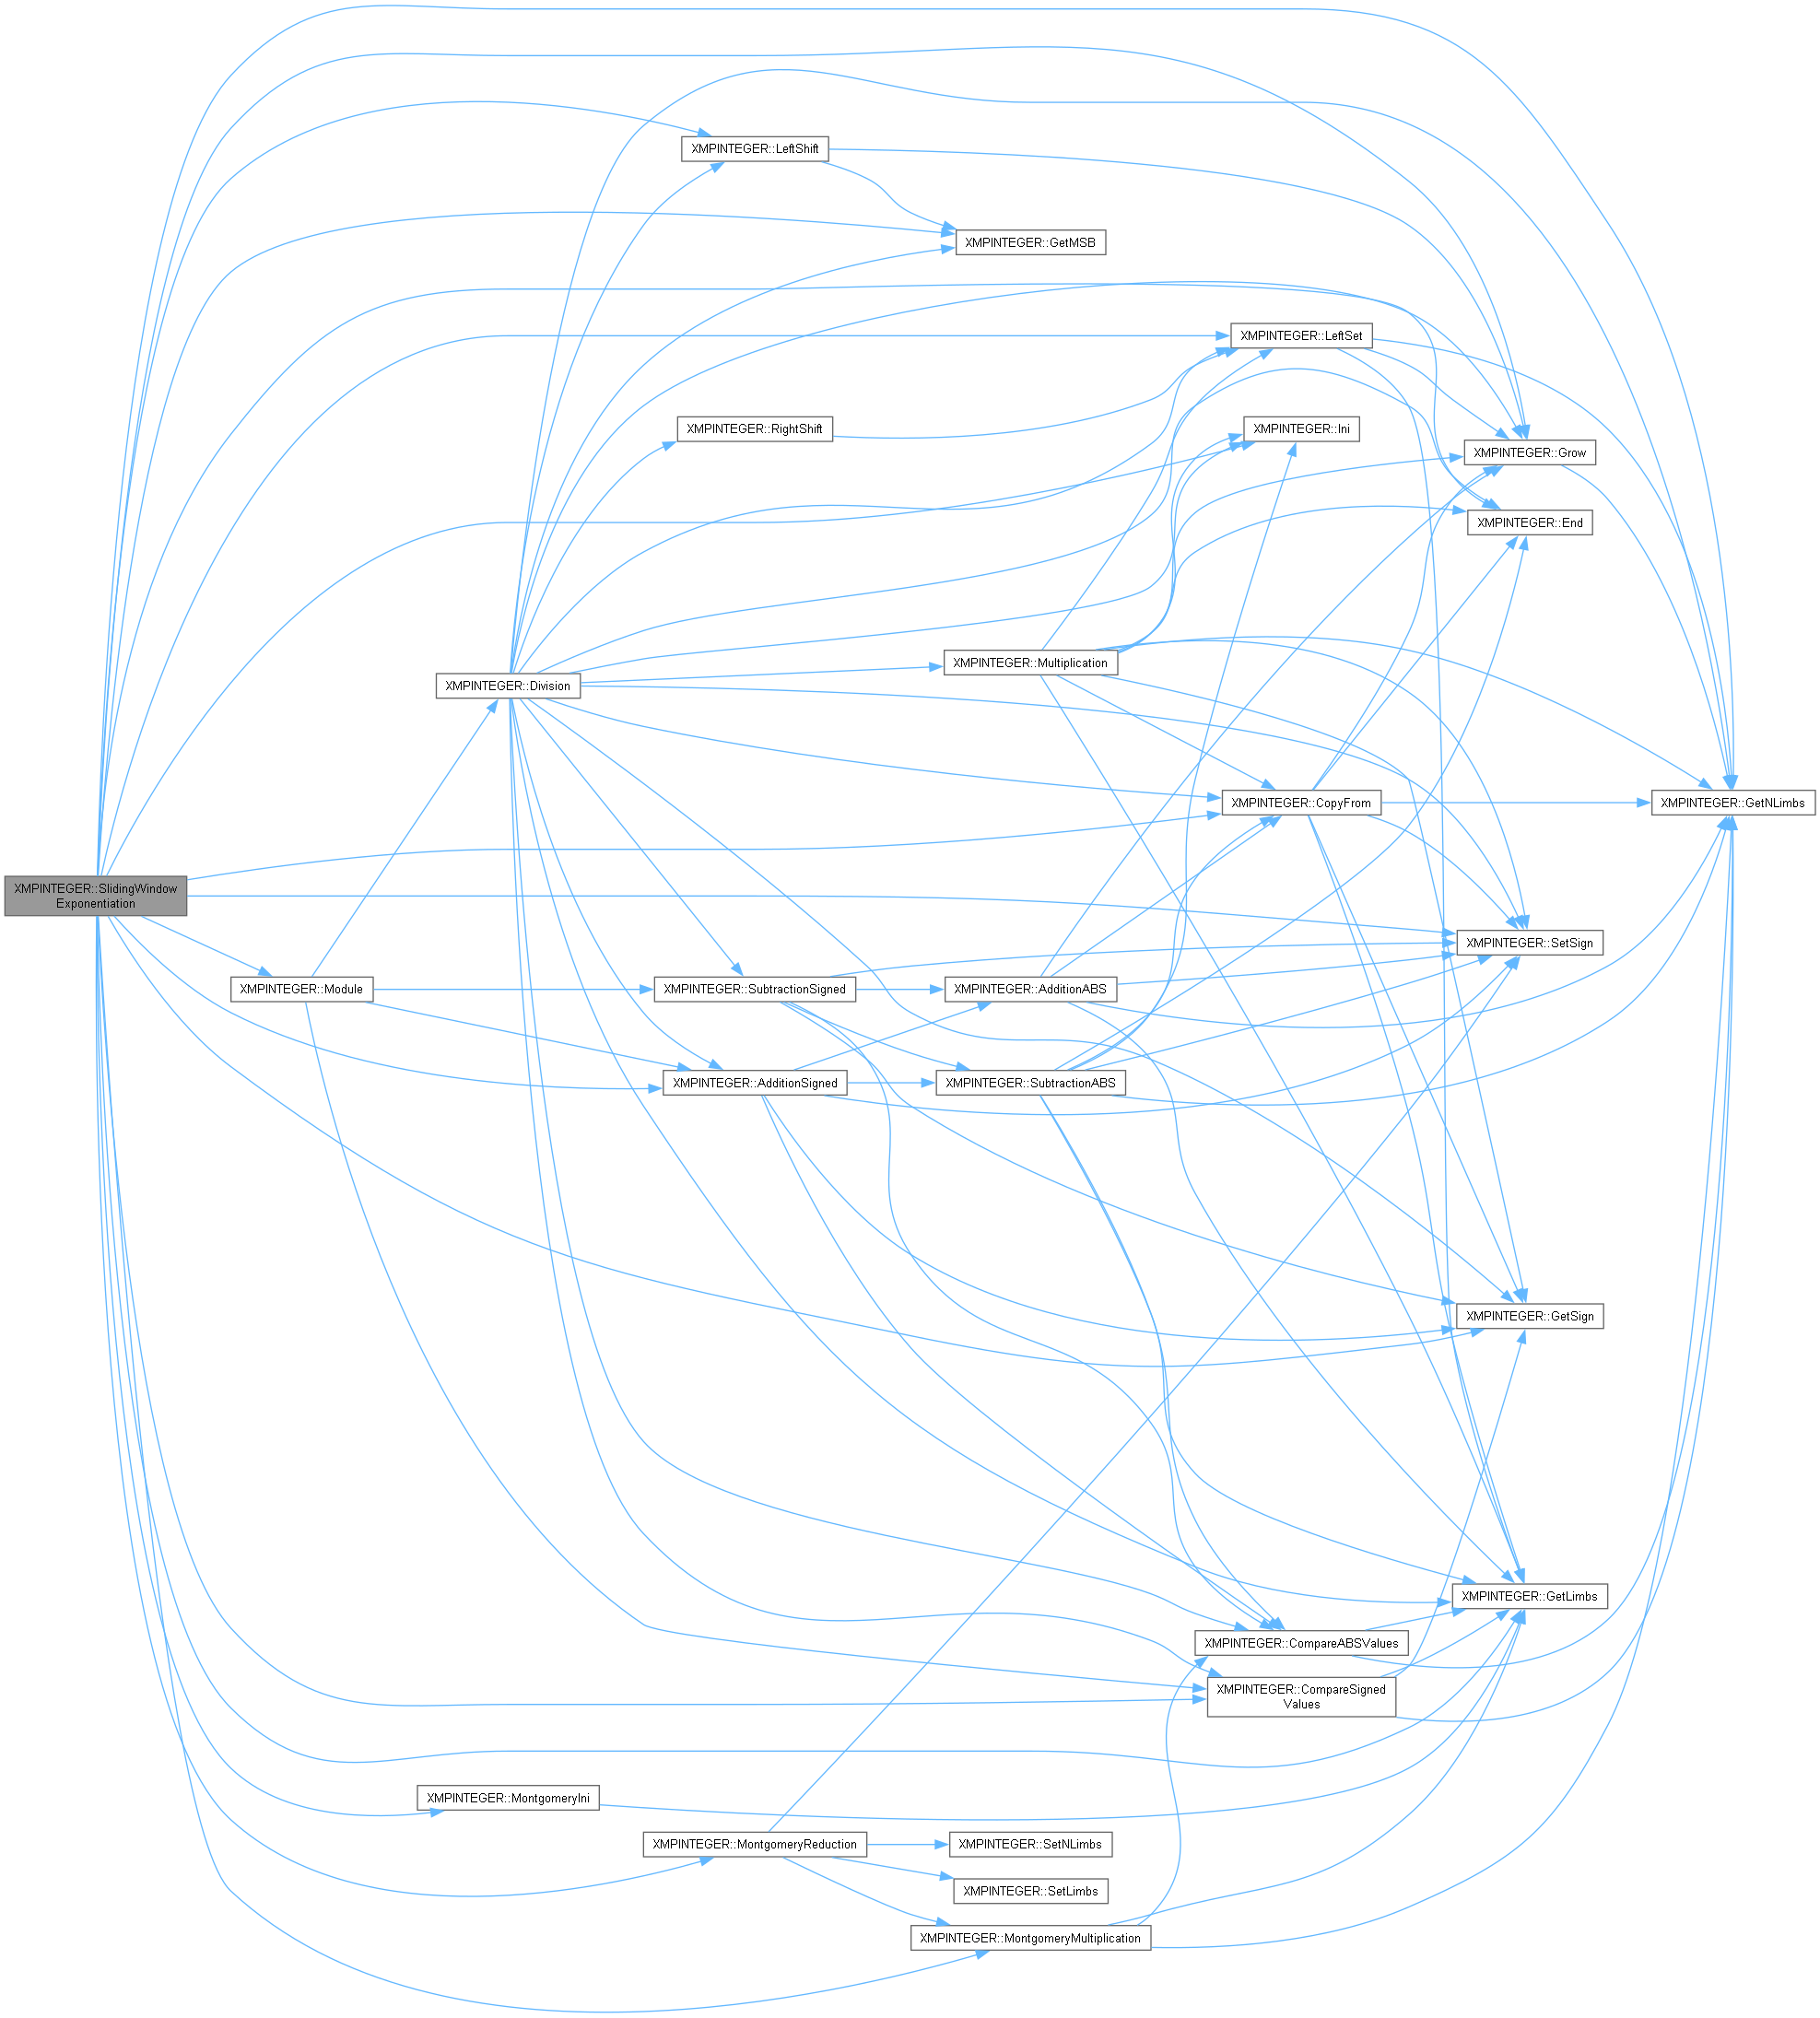 XMPINTEGER::LeftShift
XMPINTEGER::GetMSB
XMPINTEGER::LeftSet
XMPINTEGER::RightShift
XMPINTEGER::Ini
XMPINTEGER::Grow
XMPINTEGER::End
XMPINTEGER::Multiplication
XMPINTEGER::Division
XMPINTEGER::CopyFrom
XMPINTEGER::GetNLimbs
XMPINTEGER::SlidingWindow
Exponentiation
XMPINTEGER::SetSign
XMPINTEGER::Module
XMPINTEGER::SubtractionSigned
XMPINTEGER::AdditionABS
XMPINTEGER::AdditionSigned
XMPINTEGER::SubtractionABS
XMPINTEGER::GetSign
XMPINTEGER::GetLimbs
XMPINTEGER::CompareABSValues
XMPINTEGER::CompareSigned
Values
XMPINTEGER::MontgomeryIni
XMPINTEGER::MontgomeryReduction
XMPINTEGER::SetNLimbs
XMPINTEGER::SetLimbs
XMPINTEGER::MontgomeryMultiplication